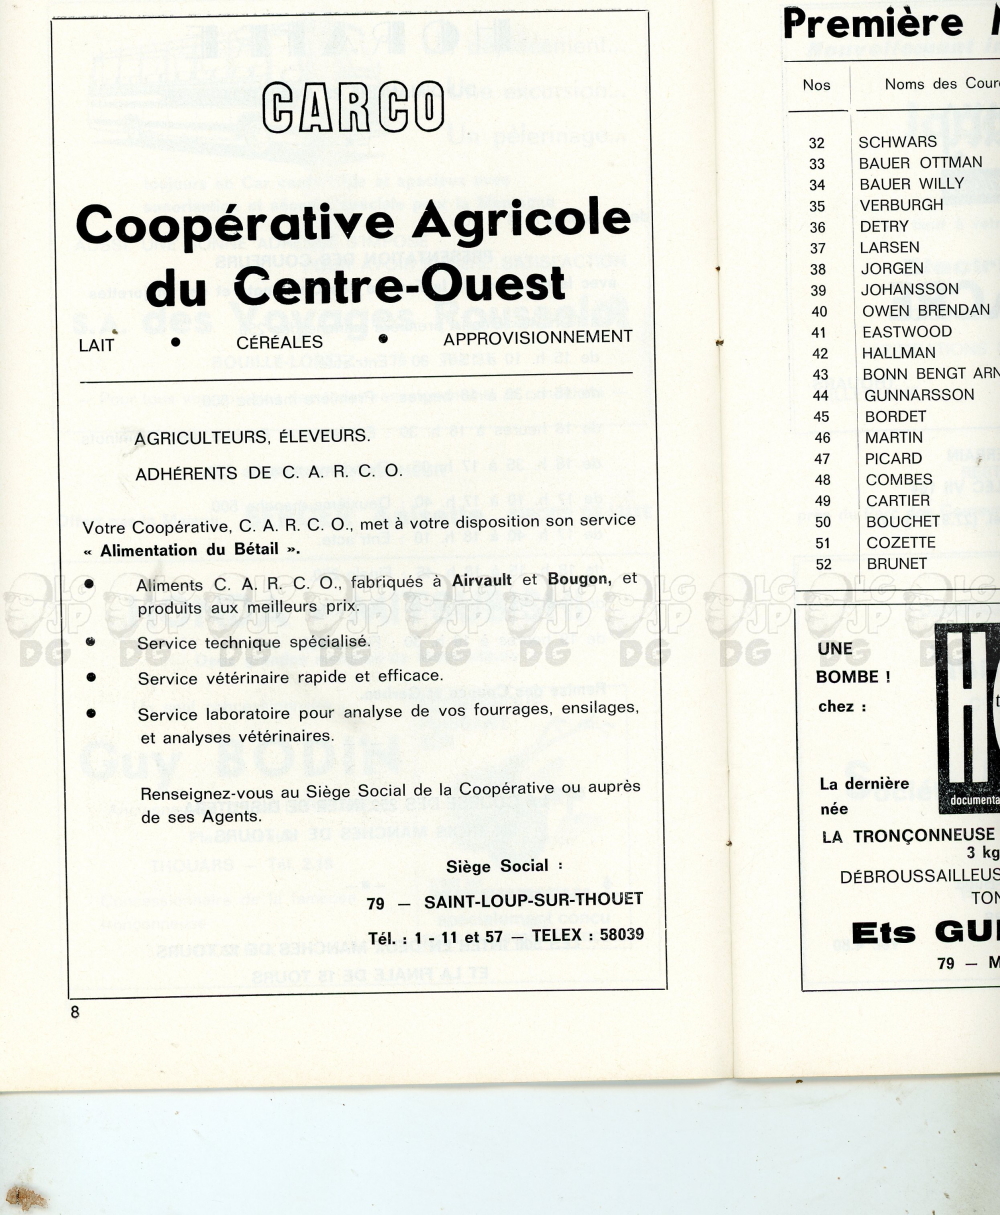 CARCO
Coopérative Agricole
du Centre-Ouest
LAIT • CÉRÉALES • APPROVISIONNEMENT
AGRICULTEURS, ÉLEVEURS.
ADHÉRENTS DE C. A. R. C. O.
Votre Coopérative, C. A. R. C. O., met à votre disposition son service
« Alimentation du Bétail ».
• Aliments C. A. R. C. O., fabriqués à Airvault et Bougon, et
produits aux meilleurs prix.
• Service technique spécialisé.
• Service vétérinaire rapide et efficace.
• Service laboratoire pour analyse de vos fourrages, ensilages,
et analyses vétérinaires.
Renseignez-vous au Siège Social de la Coopérative ou auprès
de ses Agents.
Siège Social :
79 — SAINT-LOUP-SUR-THOUET
Tél. : 1 - 11 et 57 — TELEX : 58039
8
Première
Nos Noms des
32 SCHWARS
33 BAUER OTTMAN
34 BAUER WILLY
35 VERBURGH
36 DETRY
37 LARSEN
38 JORGEN
39 JOHANSSON
40 OWEN BRENDAN
41 EASTWOOD
42 HALLMAN
43 BONN BENGT
44 GUNNARSSON
45 BORDET
46 MARTIN
47 PICARD
48 COMBES
49 CARTIER
50 BOUCHET
51 COZETTE
52 BRUNET
UNE
BOMBE !
chez :
La dernière
née
LA TRONÇONNEUSE
3 kg
Ets
79 —
LG JP DG